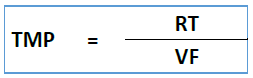 RT
TMP =
VF